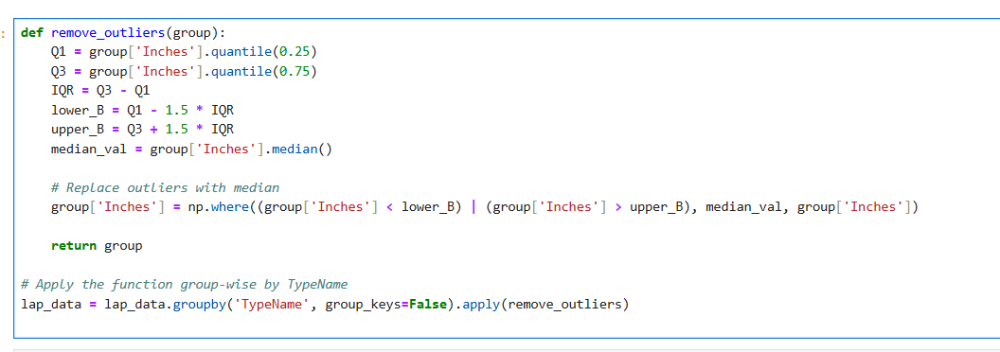 def remove_outliers(group):
    Q1 = group['Inches'].quantile(0.25)
    Q3 = group['Inches'].quantile(0.75)
    IQR = Q3 - Q1
    lower_B = Q1 - 1.5 * IQR
    upper_B = Q3 + 1.5 * IQR
    median_val = group['Inches'].median()
    # Replace outliers with median
    group['Inches'] = np.where((group['Inches'] < lower_B) | (group['Inches'] > upper_B), median_val, group['Inches'])
    return group
# Apply the function group-wise by TypeName
lap_data = lap_data.groupby('TypeName', group_keys=False).apply(remove_outliers)